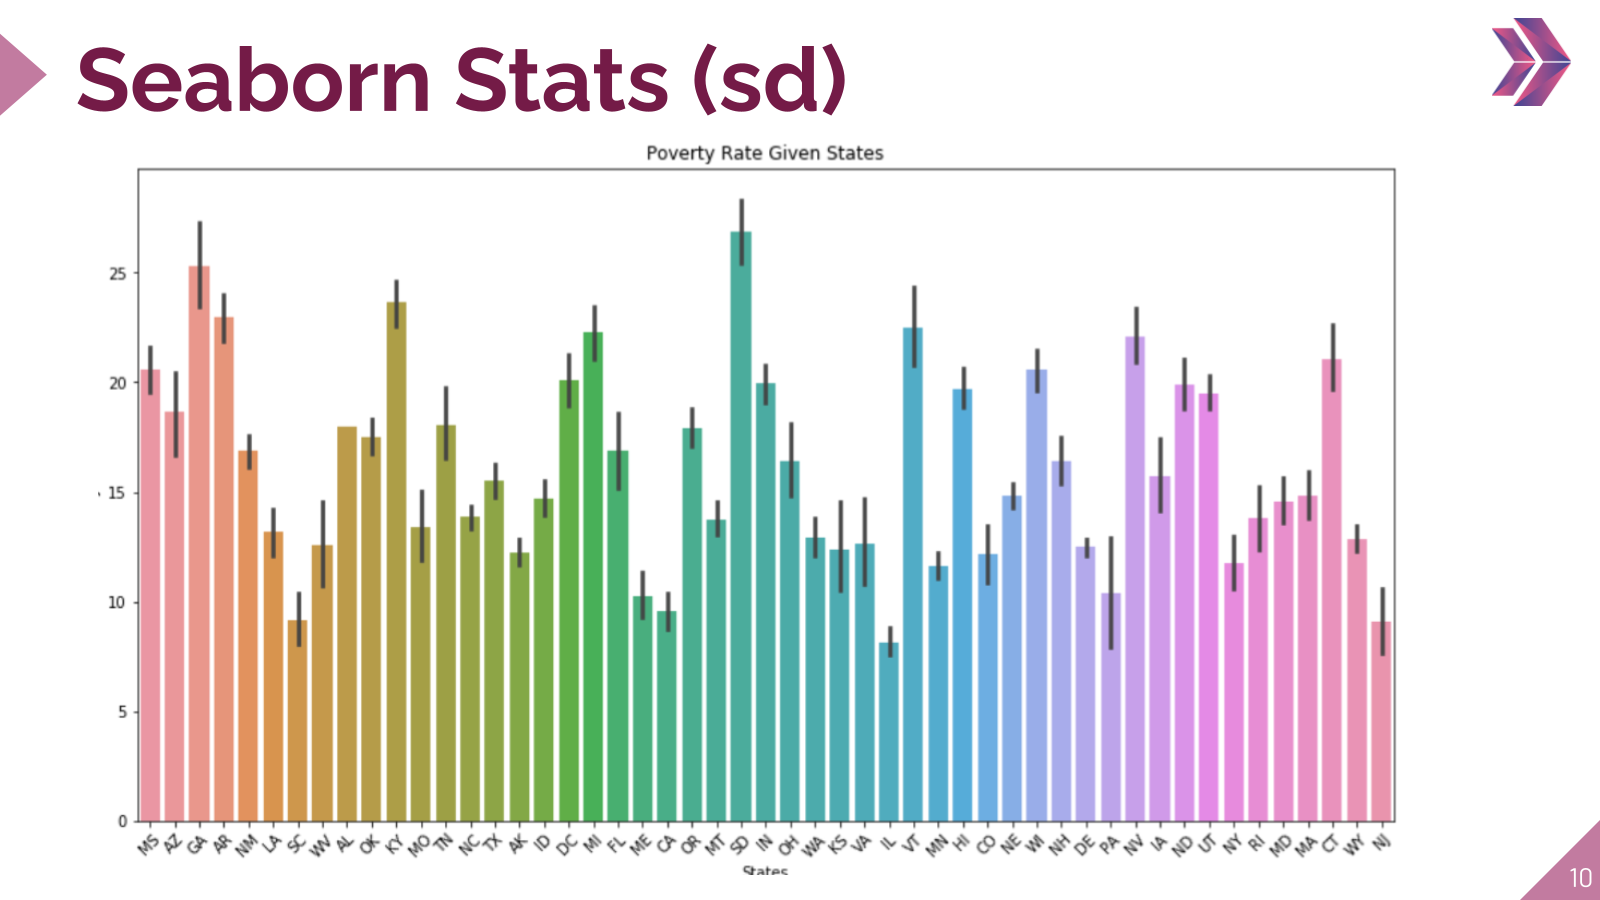 Seaborn Stats (sd)
Poverty Rate Given States
25
20
15
10
5
0
MS AZ GA AR NM LA SC WV AL OK KY MO TN NC TX AK ID DC MI FL ME CA OR MT SD IN OH WA KS VA IL VT MN HI CO NE WI NH DE PA NV IA ND UT NY RI MD MA CT WY NJ
States
10